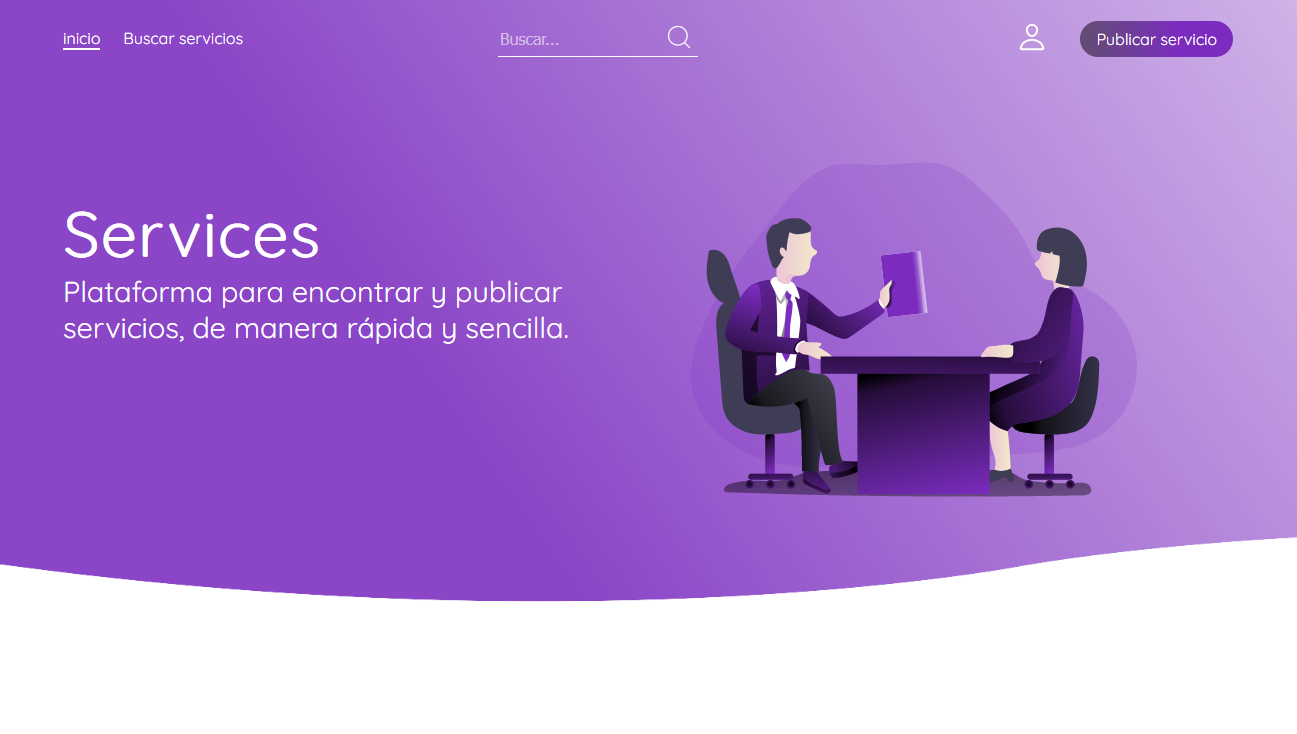 inicio
Buscar servicios
Buscar...
Publicar servicio
Services
Plataforma para encontrar y publicar
servicios, de manera rápida y sencilla.